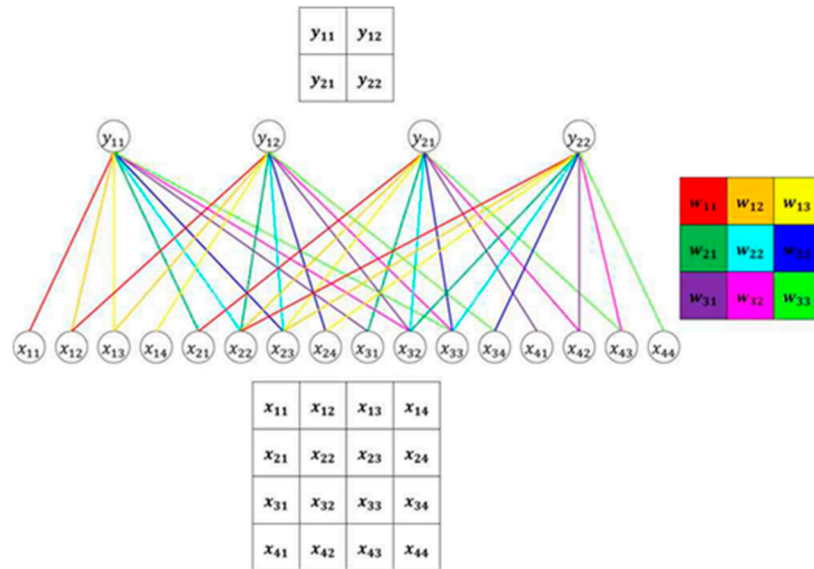 y₁₁ y₁₂
y₂₁ y₂₂
y₁₁ y₁₂ y₂₁ y₂₂
w₁₁ w₁₂ w₁₃
w₂₁ w₂₂
w₃₁ w₃₂ w₃₃
x₁₁ x₁₂ x₁₃ x₁₄ x₂₁ x₂₂ x₂₃ x₂₄ x₃₁ x₃₂ x₃₃ x₃₄ x₄₁ x₄₂ x₄₃ x₄₄
x₁₁ x₁₂ x₁₃ x₁₄
x₂₁ x₂₂ x₂₃ x₂₄
x₃₁ x₃₂ x₃₃ x₃₄
x₄₁ x₄₂ x₄₃ x₄₄